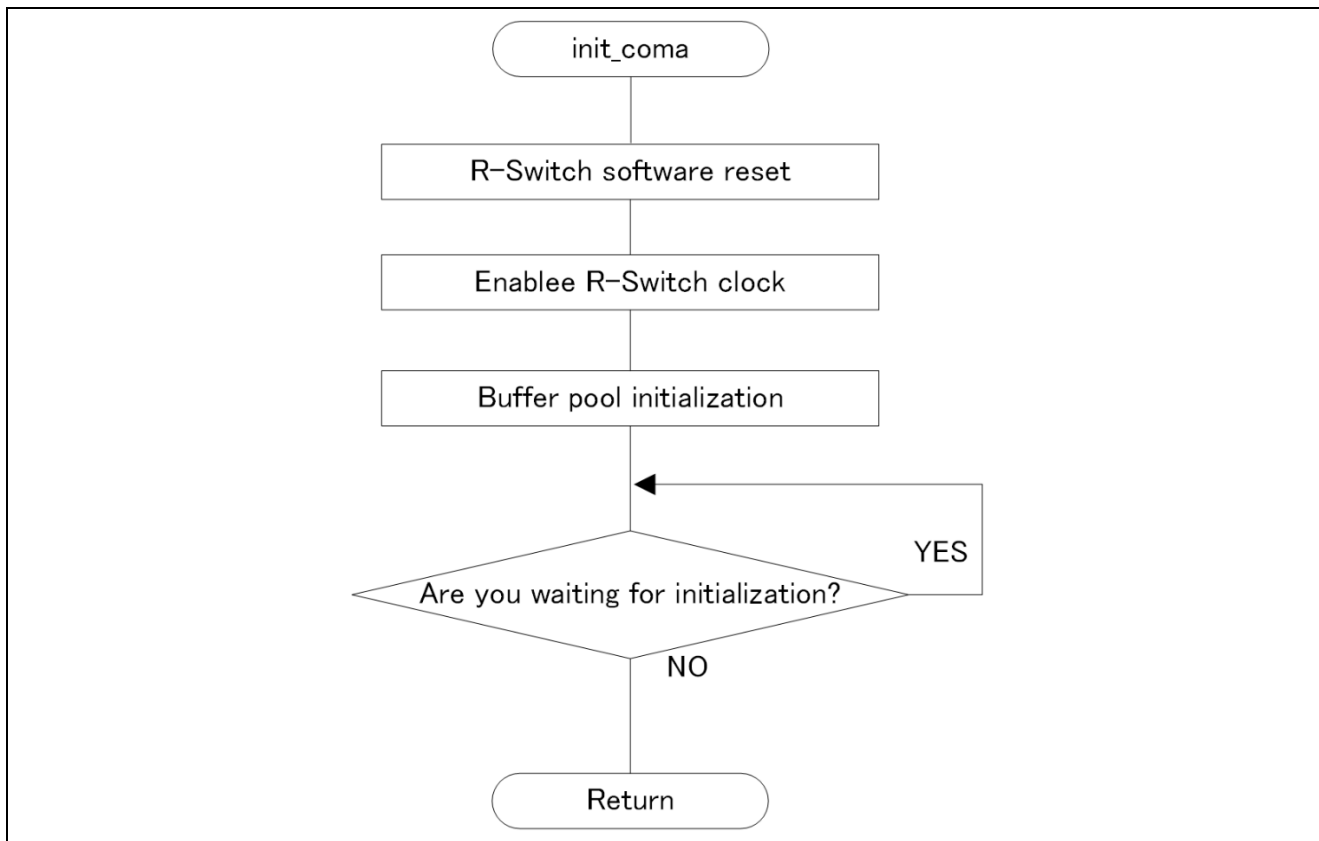 init_coma
R-Switch software reset
Enablee R-Switch clock
Buffer pool initialization
YES
Are you waiting for initialization?
NO
Return